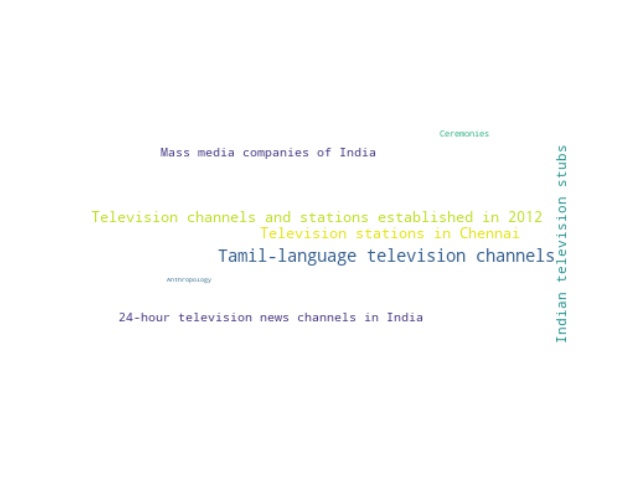 Ceremonies
Mass media companies of India
Indian television stubs
Television channels and stations established in 2012
Television stations in Chennai
Tamil-language television channels
Anthropology
24-hour television news channels in India